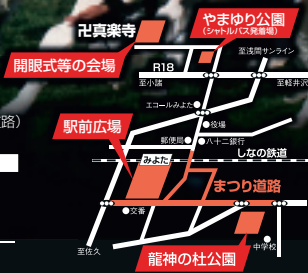 卍真楽寺
やまゆり公園
(シャトルバス発着場)
開眼式等の会場
R18
至浅間サンライン
至小諸
至軽井沢
エコールみよた
役場
路)
駅前広場
郵便局
八十二銀行
しなの鉄道
みよた
まつり道路
交番
至佐久
中学校
龍神の杜公園